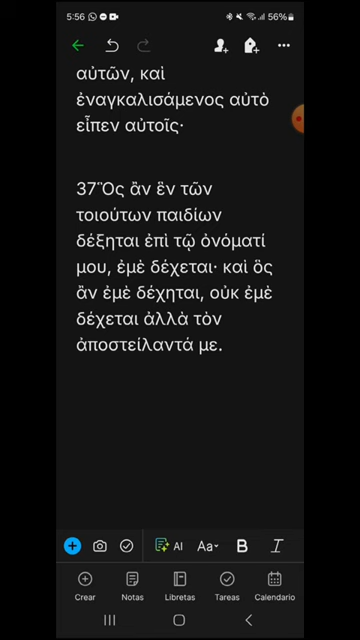 5:56
56%
αὐτῶν, καὶ
ἐναγκαλισάμενος αὐτὸ
εἶπεν αὐτοῖς·
37Ὃς ἂν ἓν τῶν
τοιούτων παιδίων
δέξηται ἐπὶ τῷ ὀνόματί
μου, ἐμὲ δέχεται· καὶ ὃς
ἂν ἐμὲ δέχηται, οὐκ ἐμὲ
δέχεται ἀλλὰ τὸν
ἀποστείλαντά με.
AI Aa B I
Crear Notas Libretas Tareas Calendario